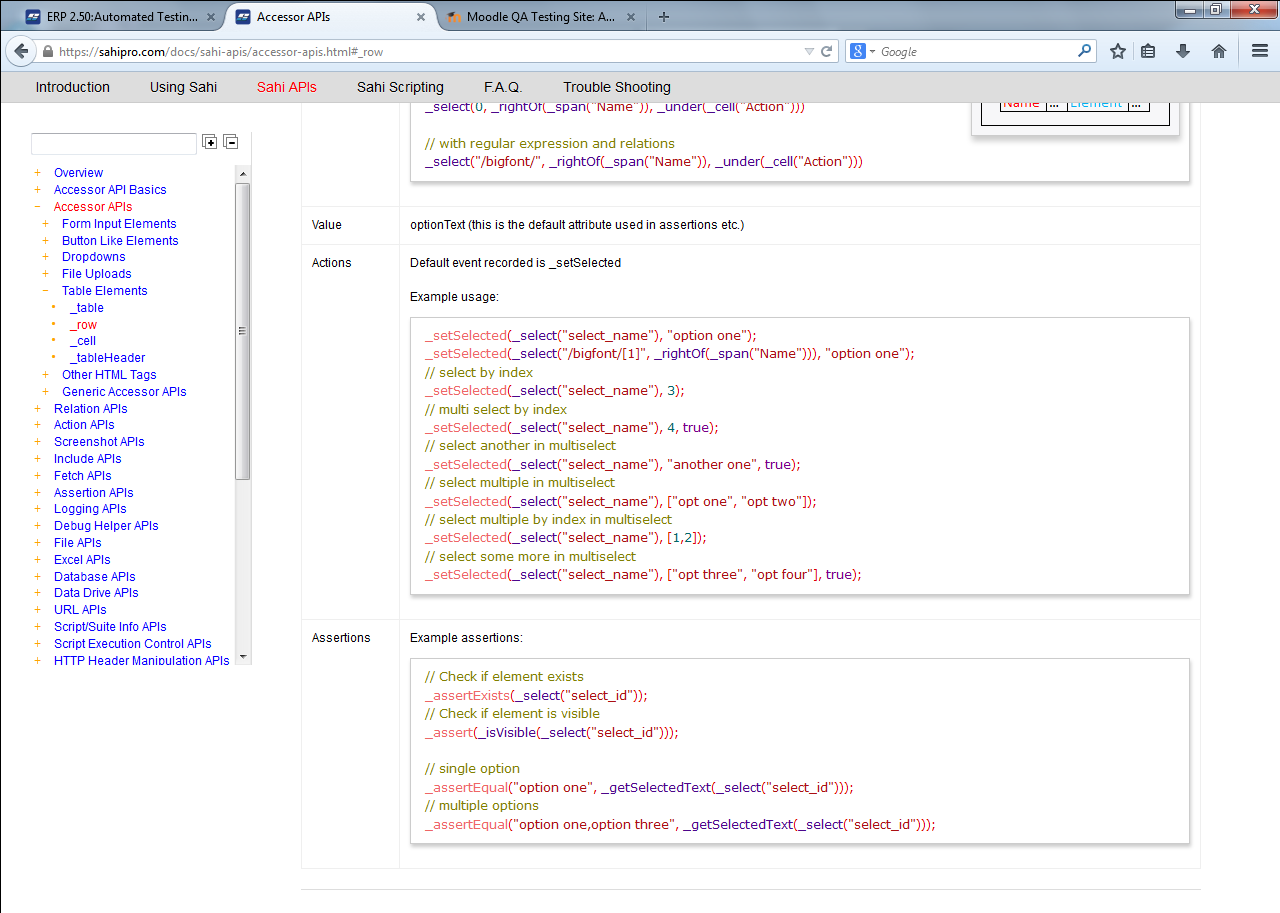 ERP 2.50:Automated Testin... Accessor APIs Moodle QA Testing Site: A...
https://sahipro.com/docs/sahi-apis/accessor-apis.html#_row Google
Introduction Using Sahi Sahi APIs Sahi Scripting F.A.Q. Trouble Shooting
Overview
Accessor API Basics
Accessor APIs
Form Input Elements
Button Like Elements
Dropdowns
File Uploads
Table Elements
_table
_row
_cell
_tableHeader
Other HTML Tags
Generic Accessor APIs
Relation APIs
Action APIs
Screenshot APIs
Include APIs
Fetch APIs
Assertion APIs
Logging APIs
Debug Helper APIs
File APIs
Excel APIs
Database APIs
Data Drive APIs
URL APIs
Script/Suite Info APIs
Script Execution Control APIs
HTTP Header Manipulation APIs
_select(0, _rightOf(_span("Name")), _under(_cell("Action")))
Name ... Element ...
// with regular expression and relations
_select("/bigfont/", _rightOf(_span("Name")), _under(_cell("Action")))
Value optionText (this is the default attribute used in assertions etc.)
Actions Default event recorded is _setSelected
Example usage:
_setSelected(_select("select_name"), "option one");
_setSelected(_select("/bigfont/[1]", _rightOf(_span("Name"))), "option one");
// select by index
_setSelected(_select("select_name"), 3);
// multi select by index
_setSelected(_select("select_name"), 4, true);
// select another in multiselect
_setSelected(_select("select_name"), "another one", true);
// select multiple in multiselect
_setSelected(_select("select_name"), ["opt one", "opt two"]);
// select multiple by index in multiselect
_setSelected(_select("select_name"), [1,2]);
// select some more in multiselect
_setSelected(_select("select_name"), ["opt three", "opt four"], true);
Assertions Example assertions:
// Check if element exists
_assertExists(_select("select_id"));
// Check if element is visible
_assert(_isVisible(_select("select_id")));
// single option
_assertEqual("option one", _getSelectedText(_select("select_id")));
// multiple options
_assertEqual("option one,option three", _getSelectedText(_select("select_id")));